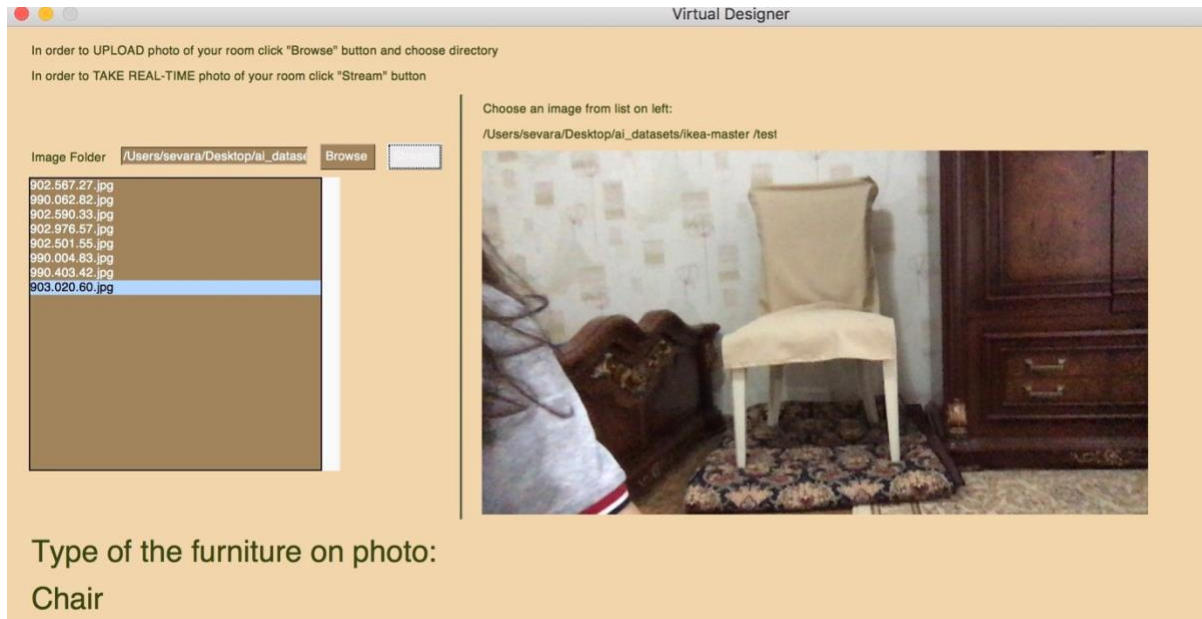 Virtual Designer
In order to UPLOAD photo of your room click "Browse" button and choose directory
In order to TAKE REAL-TIME photo of your room click "Stream" button
Choose an image from list on left:
/Users/sevara/Desktop/ai_datasets/ikea-master /test
Image Folder /Users/sevara/Desktop/ai_datase Browse
902.567.27.jpg
990.062.82.jpg
902.590.33.jpg
902.976.57.jpg
902.501.55.jpg
990.004.83.jpg
990.403.42.jpg
903.020.60.jpg
Type of the furniture on photo:
Chair